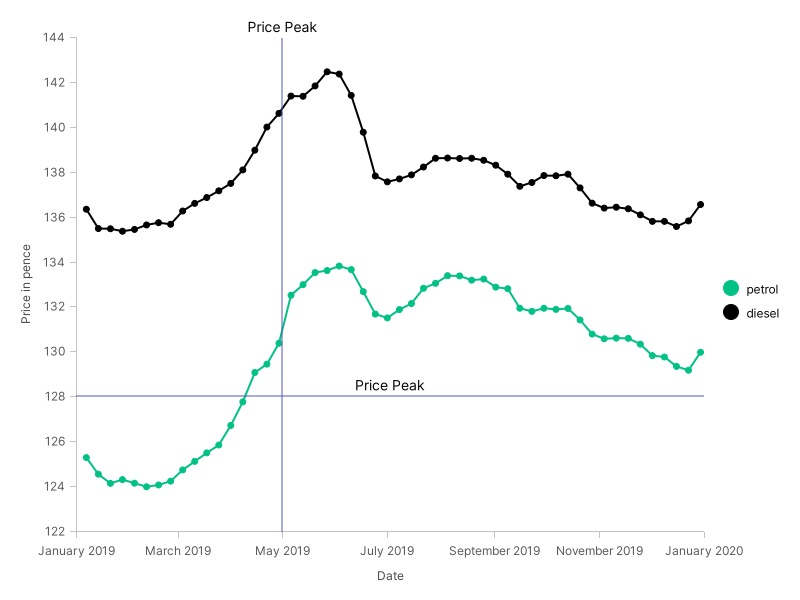 Price Peak
144
142
140
138
136
134
132
130
128
126
124
122
Price in pence
Price Peak
petrol
diesel
January 2019 March 2019 May 2019 July 2019 September 2019 November 2019 January 2020
Date